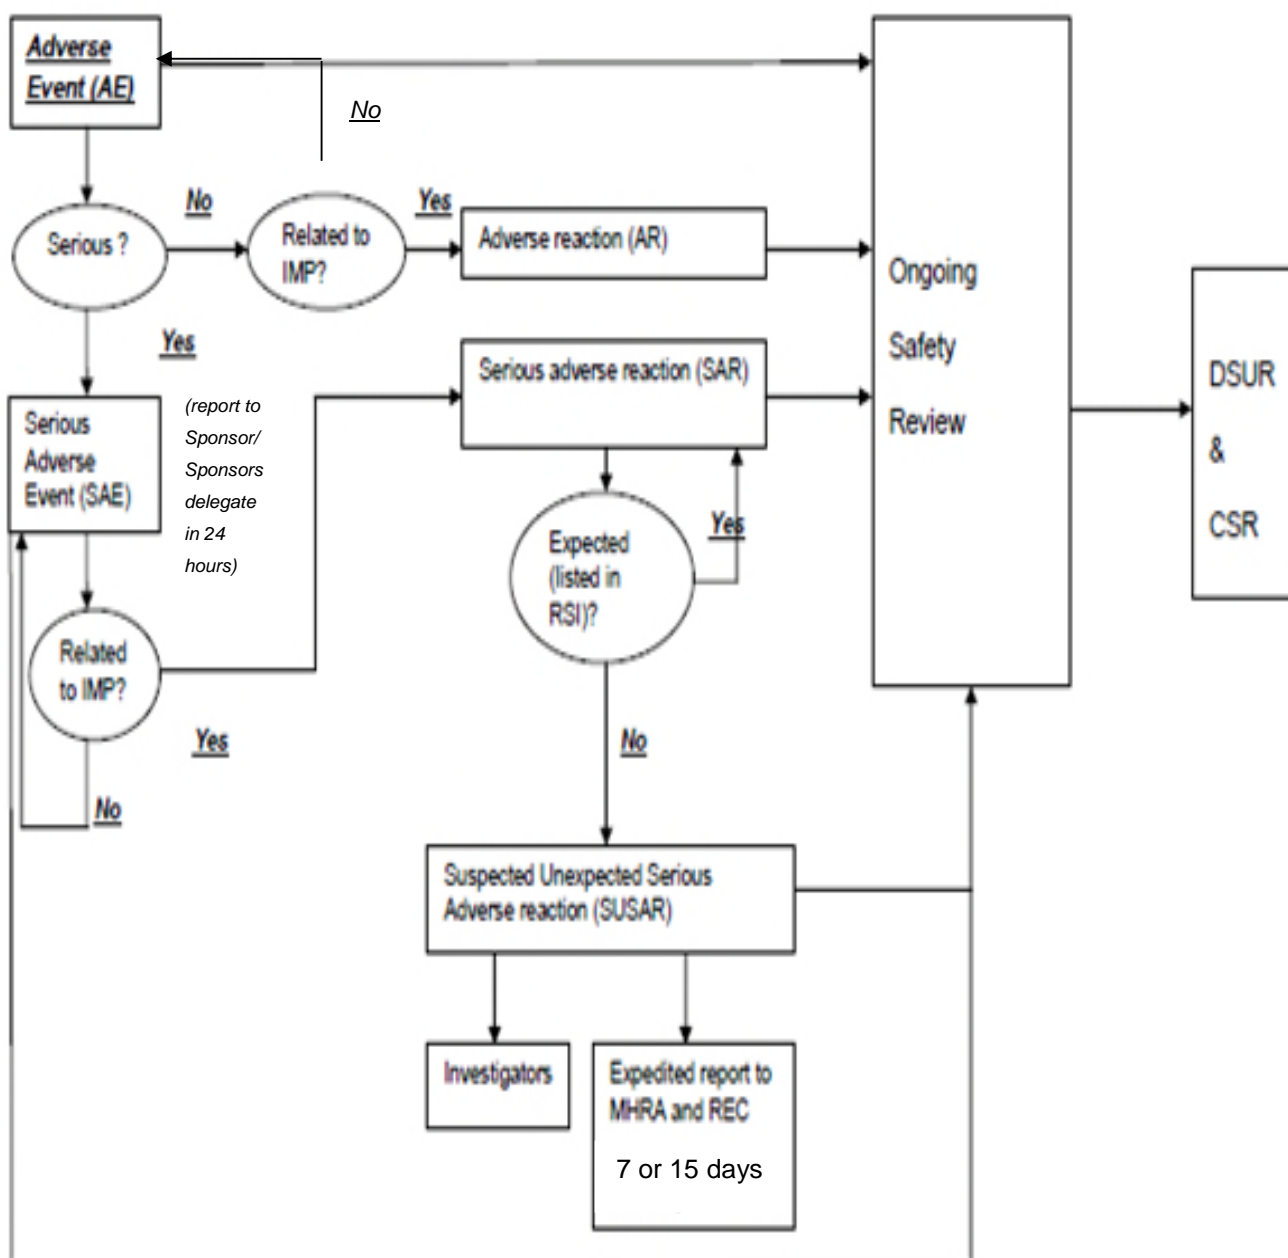 Adverse
Event (AE)
No
Serious ?
No
Related to
IMP?
Yes
Adverse reaction (AR)
Ongoing
Safety
Review
DSUR
&
CSR
Yes
Serious
Adverse
Event (SAE)
(report to
Sponsor/
Sponsors
delegate
in 24
hours)
Serious adverse reaction (SAR)
Expected
(listed in
RSI)?
Yes
Related
to IMP?
Yes
No
No
Suspected Unexpected Serious
Adverse reaction (SUSAR)
Investigators
Expedited report to
MHRA and REC
7 or 15 days